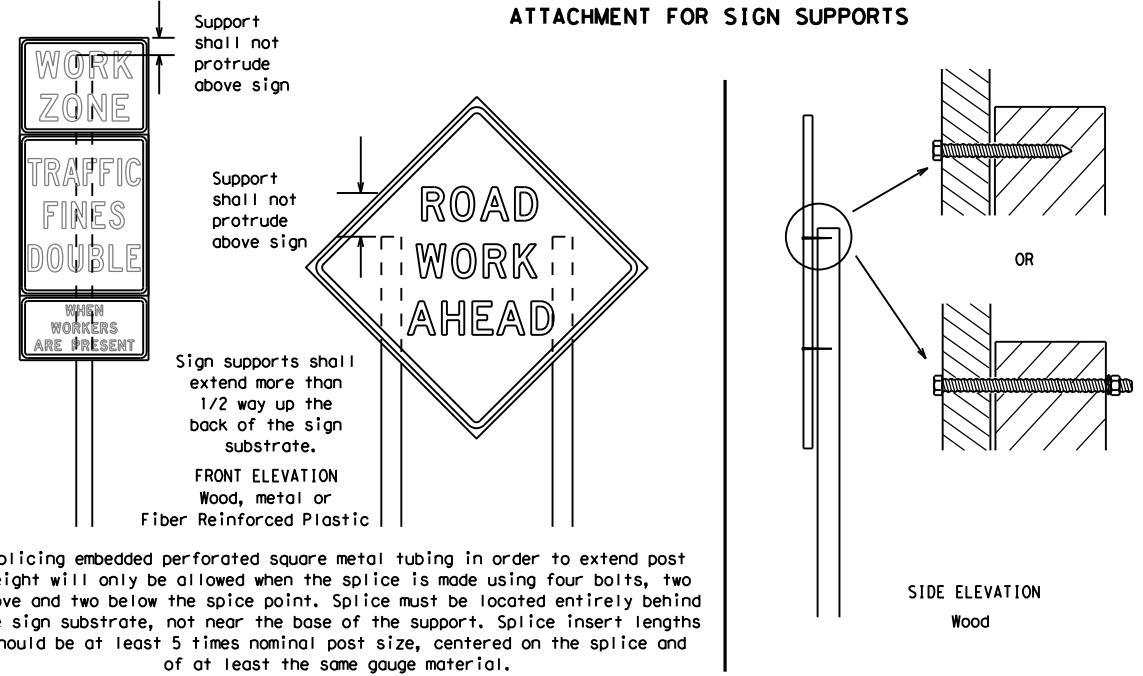 ATTACHMENT FOR SIGN SUPPORTS
Support
shall not
protrude
above sign
WORK
ZONE
TRAFFIC
FINES
DOUBLE
WHEN
WORKERS
ARE PRESENT
Support
shall not
protrude
above sign
ROAD
WORK
AHEAD
Sign supports shall
extend more than
1/2 way up the
back of the sign
substrate.
FRONT ELEVATION
Wood, metal or
Fiber Reinforced Plastic
plicing embedded perforated square metal tubing in order to extend post
eight will only be allowed when the splice is made using four bolts, two
ove and two below the spice point. Splice must be located entirely behind
e sign substrate, not near the base of the support. Splice insert lengths
hould be at least 5 times nominal post size, centered on the splice and
of at least the same gauge material.
OR
SIDE ELEVATION
Wood